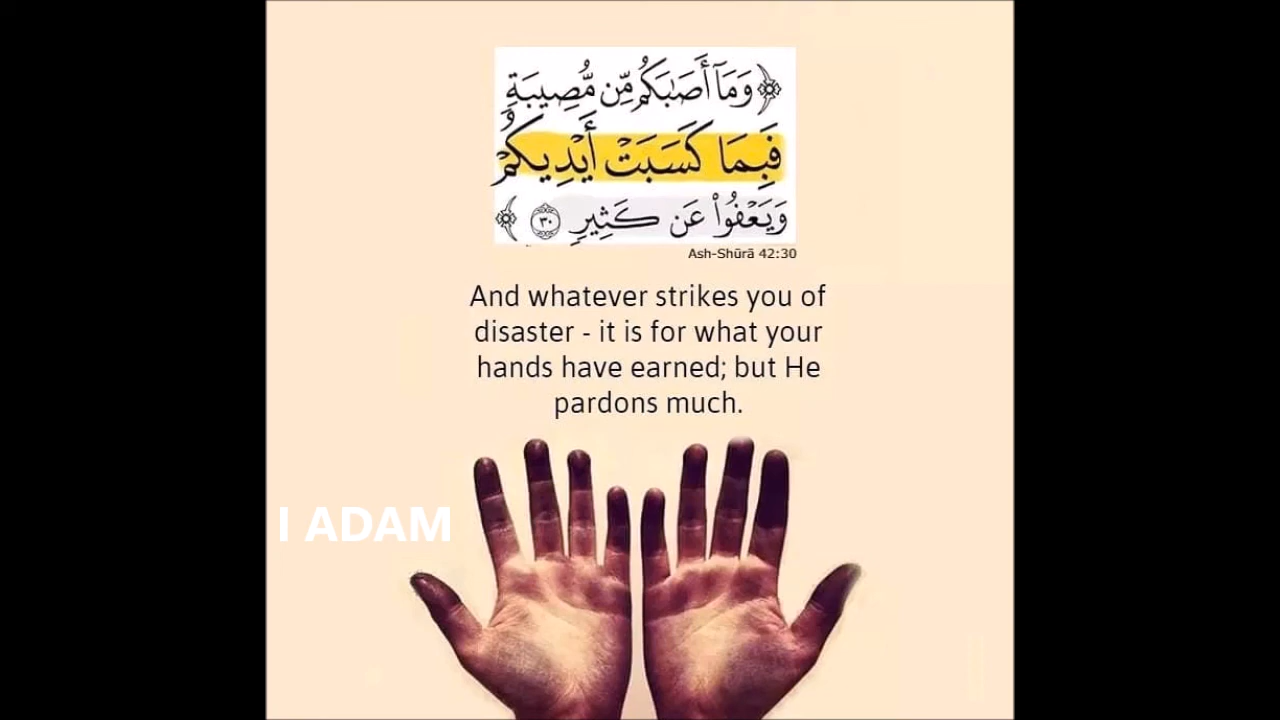 ﴿وَمَآ أَصَٰبَكُم مِّن مُّصِيبَةٍ
فَبِمَا كَسَبَتْ أَيْدِيكُمْ
وَيَعْفُوا۟ عَن كَثِيرٍ ٣٠ ﴾
Ash-Shūrā 42:30
And whatever strikes you of
disaster - it is for what your
hands have earned; but He
pardons much.
I ADAM